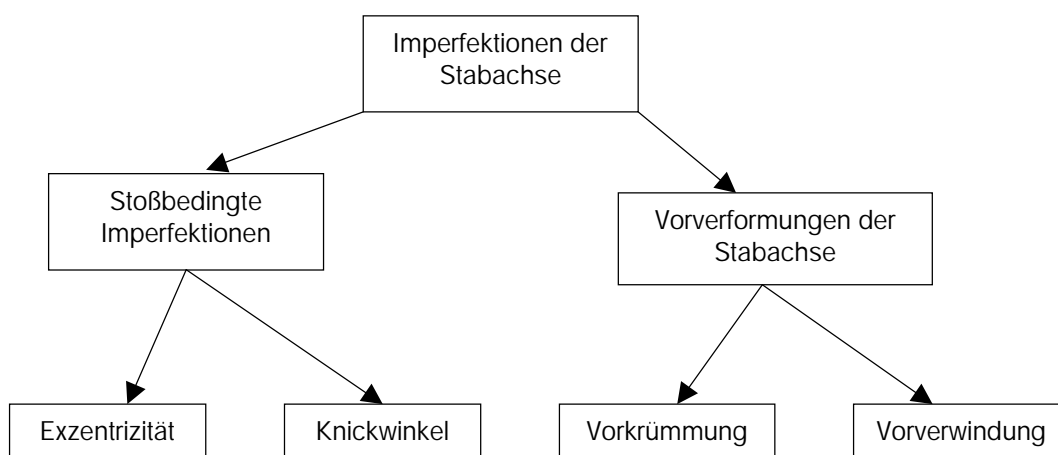 Imperfektionen der
Stabachse
Stoßbedingte
Imperfektionen
Vorverformungen der
Stabachse
Exzentrizität
Knickwinkel
Vorkrümmung
Vorverwindung